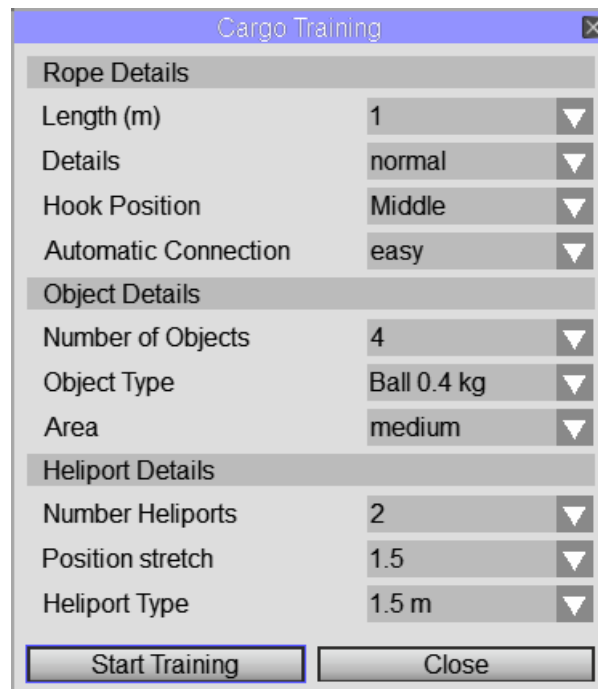 Cargo Training
Rope Details
Length (m) 1
Details normal
Hook Position Middle
Automatic Connection easy
Object Details
Number of Objects 4
Object Type Ball 0.4 kg
Area medium
Heliport Details
Number Heliports 2
Position stretch 1.5
Heliport Type 1.5 m
Start Training Close